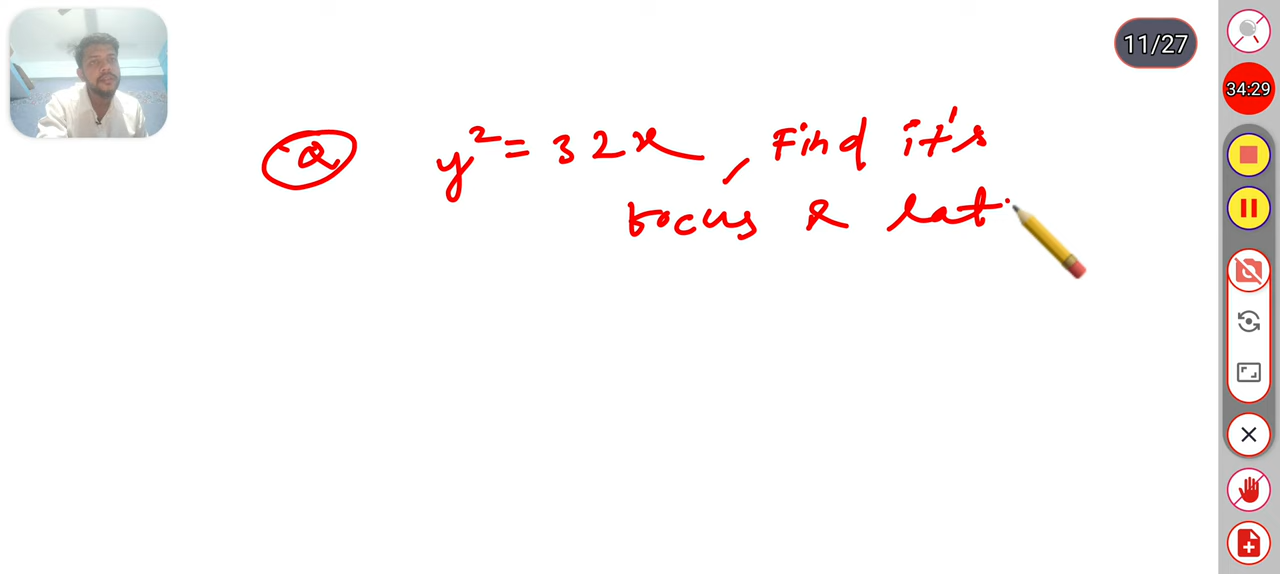 11/27
34:29
Q y² = 32x, Find it's
focus & lat